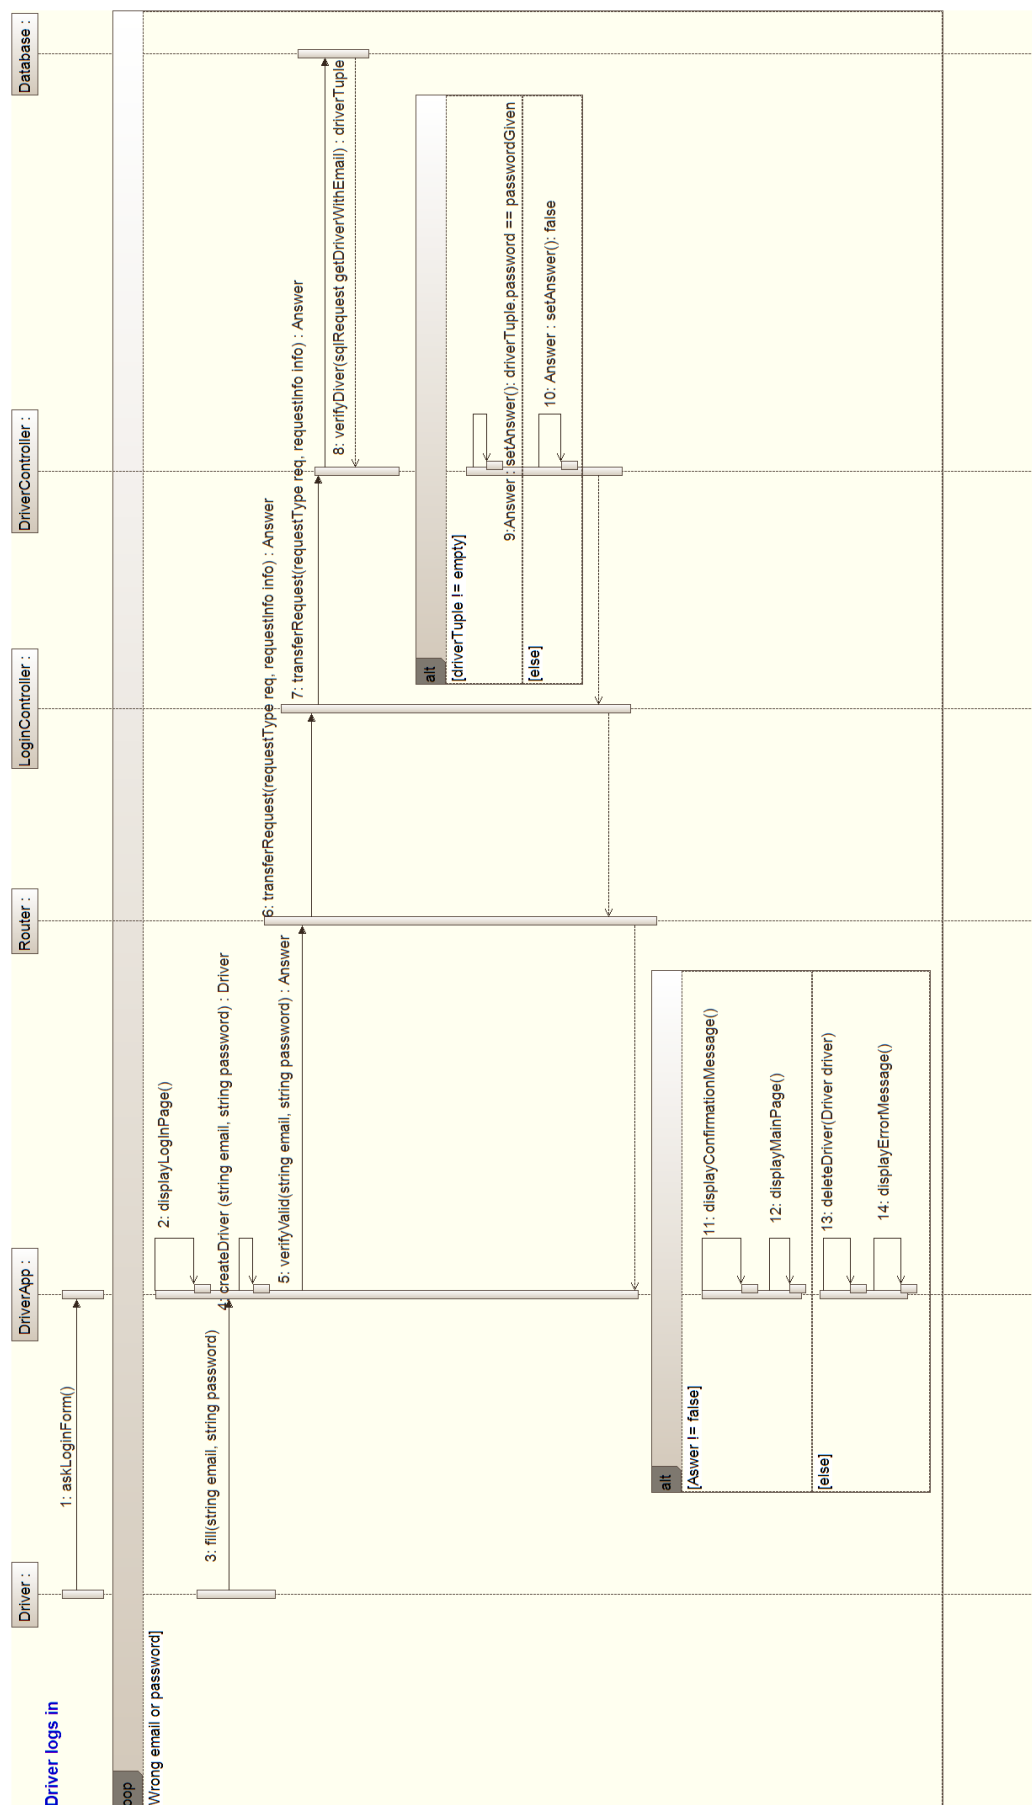 Driver logs in
Driver :
DriverApp :
Router :
LoginController :
DriverController :
Database :
1: askLoginForm()
oop
Wrong email or password]
2: displayLogInPage()
3: fill(string email, string password)
4: createDriver (string email, string password) : Driver
5: verifyValid(string email, string password) : Answer
6: transferRequest(requestType req, requestInfo info) : Answer
7: transferRequest(requestType req, requestInfo info) : Answer
8: verifyDiver(sqlRequest getDriverWithEmail) : driverTuple
alt
[driverTuple != empty]
9:Answer : setAnswer(): driverTuple.password == passwordGiven
[else]
10: Answer : setAnswer(): false
alt
[Aswer != false]
11: displayConfirmationMessage()
12: displayMainPage()
[else]
13: deleteDriver(Driver driver)
14: displayErrorMessage()